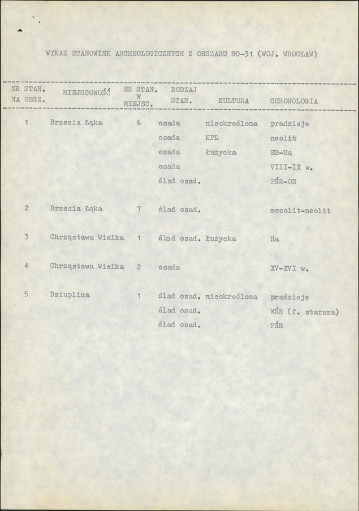 WYKAZ STANOWISK ARCHEOLOGICZNYCH Z OBSZARU 80-31 (WOJ. WROCŁAW)
NR STAN. NA OBSZ. MIEJSCOWOŚĆ NR STAN. W MIEJSC. RODZAJ STAN. KULTURA CHRONOLOGIA
1 Brzezia Łąka 6 osada nieokreślona pradzieje
osada KPL neolit
osada łużycka EB-Ha
osada VIII-IX w.
ślad osad. PŚR-ON
2 Brzezia Łąka 7 ślad osad. mezolit-neolit
3 Chrząstawa Wielka 1 ślad osad. łużycka Ha
4 Chrząstawa Wielka 2 osada XV-XVI w.
5 Dziuplina 1 ślad osad. nieokreślona pradzieje
ślad osad. WŚR (f. starsza)
ślad osad. PŚR